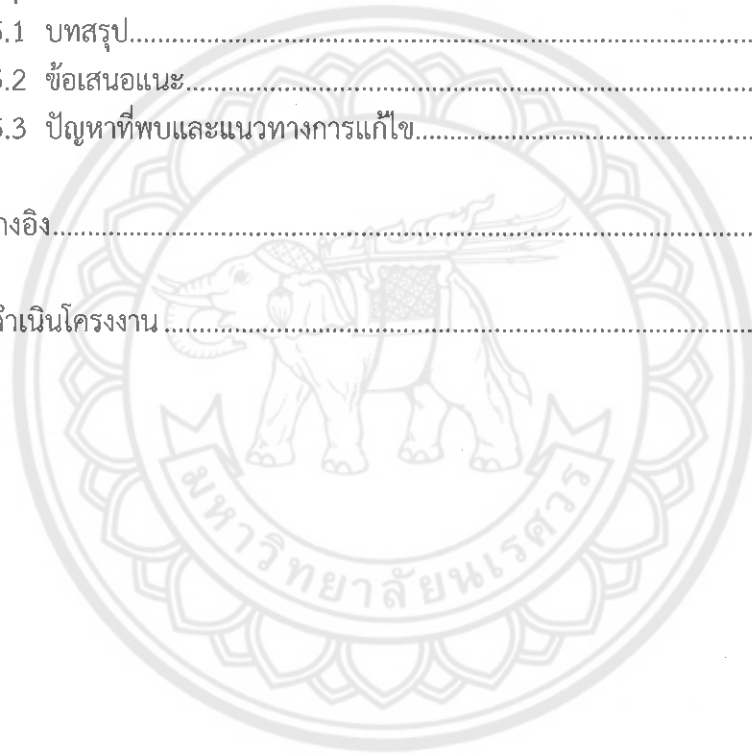 5.1 บทสรุป
5.2 ข้อเสนอแนะ
5.3 ปัญหาที่พบและแนวทางการแก้ไข
างอิง
ดำเนินโครงงาน
มหาวิทยาลัยนเรศวร